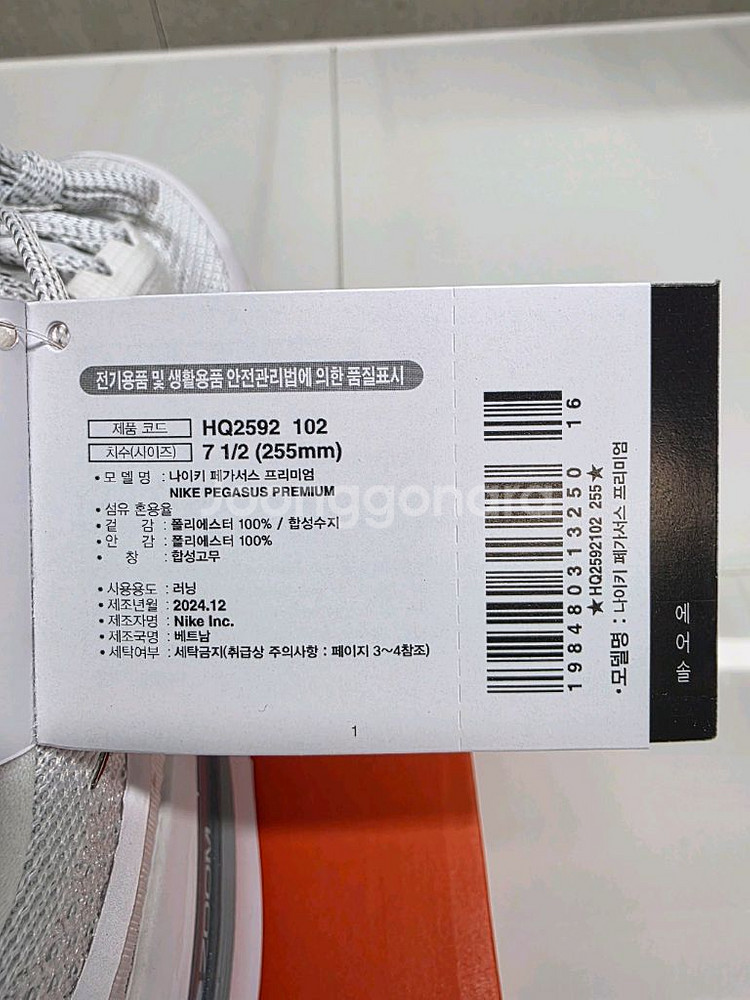 전기용품 및 생활용품 안전관리법에 의한 품질표시
제품 코드 HQ2592 102
치수(사이즈) 7 1/2 (255mm)
• 모 델 명 : 나이키 페가서스 프리미엄
NIKE PEGASUS PREMIUM
• 섬유 혼용율
• 겉 감 : 폴리에스터 100% / 합성수지
• 안 감 : 폴리에스터 100%
• 창 : 합성고무
• 사용용도 : 러닝
• 제조년월 : 2024.12
• 제조자명 : Nike Inc.
• 제조국명 : 베트남
• 세탁여부 : 세탁금지(취급상 주의사항 : 페이지 3~4참조)
1
16
198480313250
★HQ2592102 255★
•모델명 : 나이키 페가서스 프리미엄
에어솔
joonggonara
ZOOM